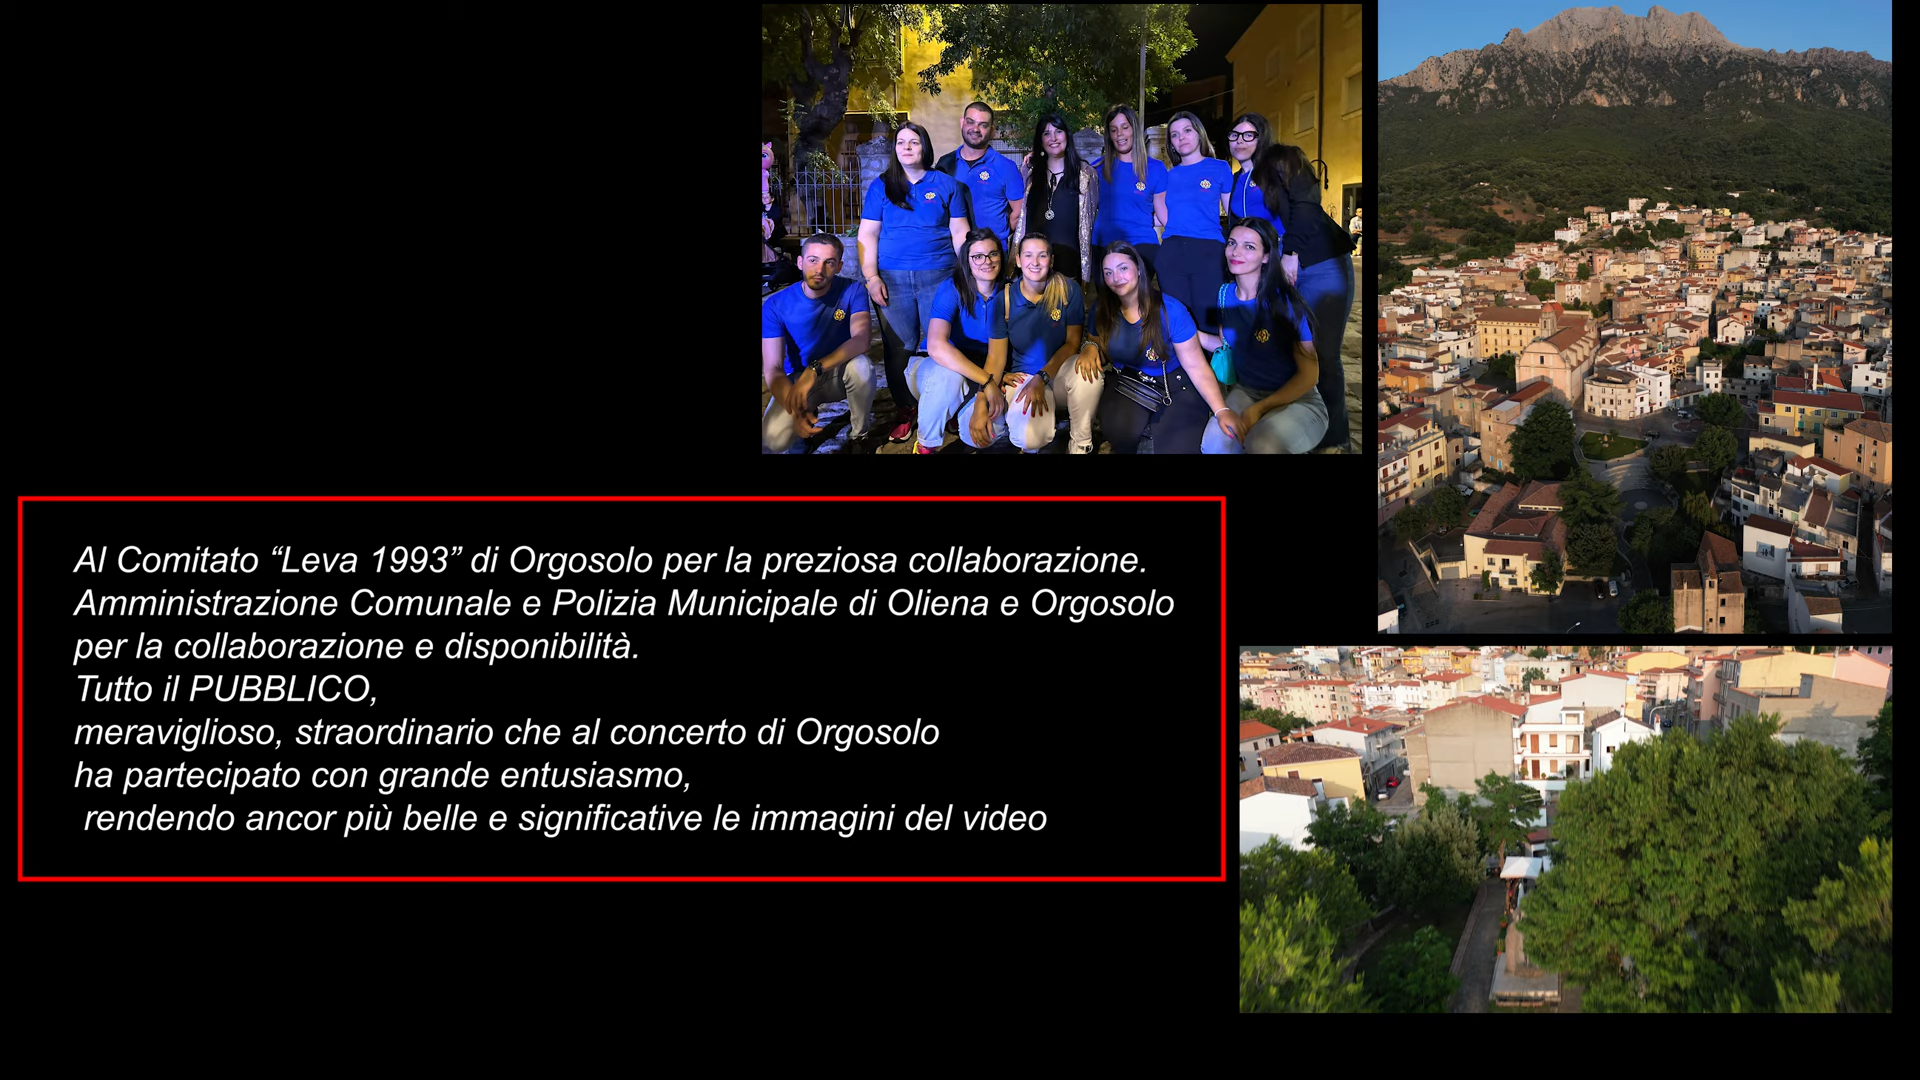 Al Comitato “Leva 1993” di Orgosolo per la preziosa collaborazione.
Amministrazione Comunale e Polizia Municipale di Oliena e Orgosolo
per la collaborazione e disponibilità.
Tutto il PUBBLICO,
meraviglioso, straordinario che al concerto di Orgosolo
ha partecipato con grande entusiasmo,
rendendo ancor più belle e significative le immagini del video